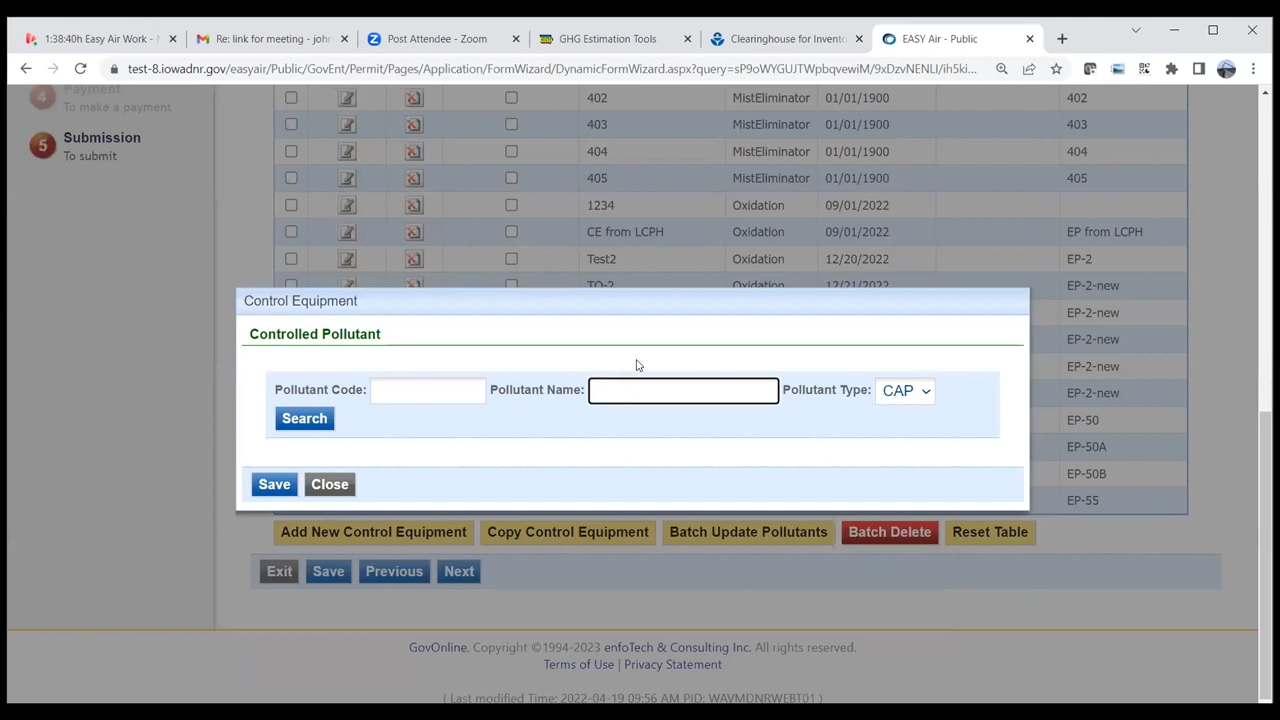 1:38:40h Easy Air Work -
Re: link for meeting - john
Post Attendee - Zoom
GHG Estimation Tools
Clearinghouse for Invento
EASY Air - Public
test-8.iowadnr.gov/easyair/Public/GovEnt/Permit/Pages/Application/FormWizard/DynamicFormWizard.aspx?query=sP9oWYGUJTWpbqvewiM/9xDzvNENLI/ih5ki...
4 Payment
To make a payment
5 Submission
To submit
402 MistEliminator 01/01/1900 402
403 MistEliminator 01/01/1900 403
404 MistEliminator 01/01/1900 404
405 MistEliminator 01/01/1900 405
1234 Oxidation 09/01/2022
CE from LCPH Oxidation 09/01/2022 EP from LCPH
Test2 Oxidation 12/20/2022 EP-2
TO-2 Oxidation 12/21/2022 EP-2-new
EP-2-new
EP-2-new
EP-2-new
EP-2-new
EP-50
EP-50A
EP-50B
EP-55
Control Equipment
Controlled Pollutant
Pollutant Code: Pollutant Name: Pollutant Type: CAP
Search
Save Close
Add New Control Equipment Copy Control Equipment Batch Update Pollutants Batch Delete Reset Table
Exit Save Previous Next
GovOnline, Copyright ©1994-2023 enfoTech & Consulting Inc. All rights reserved.
Terms of Use | Privacy Statement
( Last modified Time: 2022-04-19 09:56 AM PID: WAVMDNRWEBT01 )